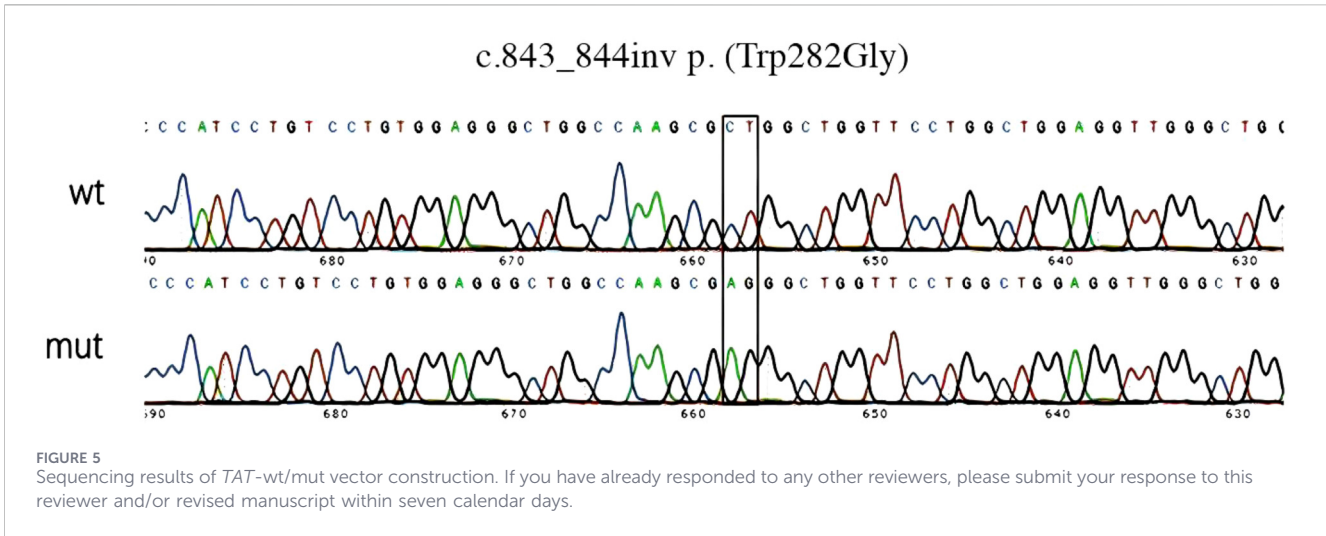 c.843_844inv p. (Trp282Gly)
: C C C A T C C T G T C C T G T G G A G G G C T G G C C A A G C G C T G G C T G G T T C C T G G C T G G A G G T T G G G C T G (
wt
680 670 660 650 640 630
C C C A T C C T G T C C T G T G G A G G G C T G G C C A A G C G A G G G C T G G T T C C T G G C T G G A G G T T G G G C T G G
mut
690 680 670 660 650 640 630
FIGURE 5
Sequencing results of TAT-wt/mut vector construction. If you have already responded to any other reviewers, please submit your response to this
reviewer and/or revised manuscript within seven calendar days.